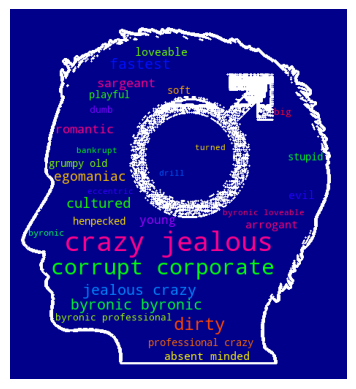 loveable
fastest
sargeant
soft
playful
dumb
big
romantic
turned
bankrupt
stupid
grumpy old
drill
egomaniac
eccentric
evil
cultured
byronic loveable
young
henpecked
arrogant
byronic
crazy jealous
corrupt corporate
jealous crazy
byronic byronic
byronic professional
dirty
professional crazy
absent minded